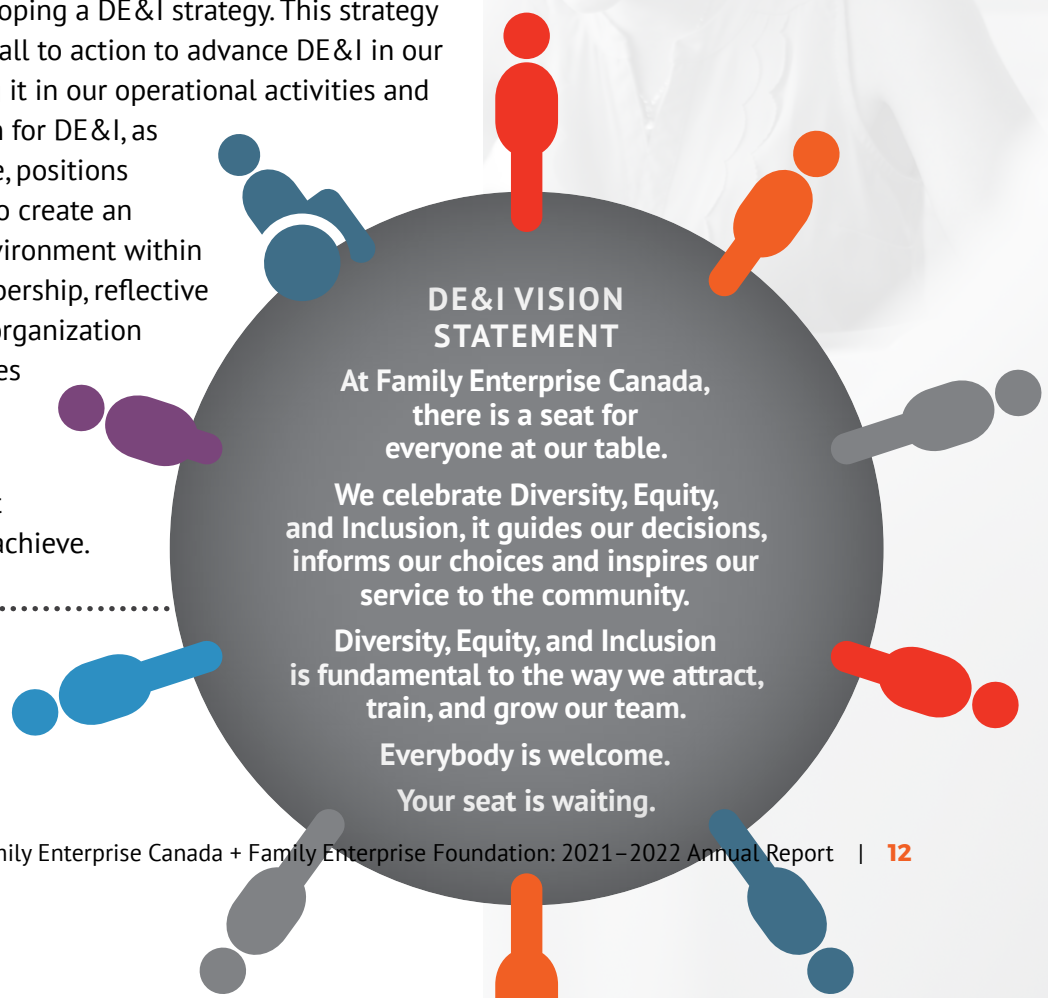 oping a DE&I strategy. This strategy
all to action to advance DE&I in our
it in our operational activities and
for DE&I, as
, positions
o create an
vironment within
bership, reflective
organization
es
achieve.
DE&I VISION
STATEMENT
At Family Enterprise Canada,
there is a seat for
everyone at our table.
We celebrate Diversity, Equity,
and Inclusion, it guides our decisions,
informs our choices and inspires our
service to the community.
Diversity, Equity, and Inclusion
is fundamental to the way we attract,
train, and grow our team.
Everybody is welcome.
Your seat is waiting.
mily Enterprise Canada + Family Enterprise Foundation: 2021–2022 Annual Report | 12